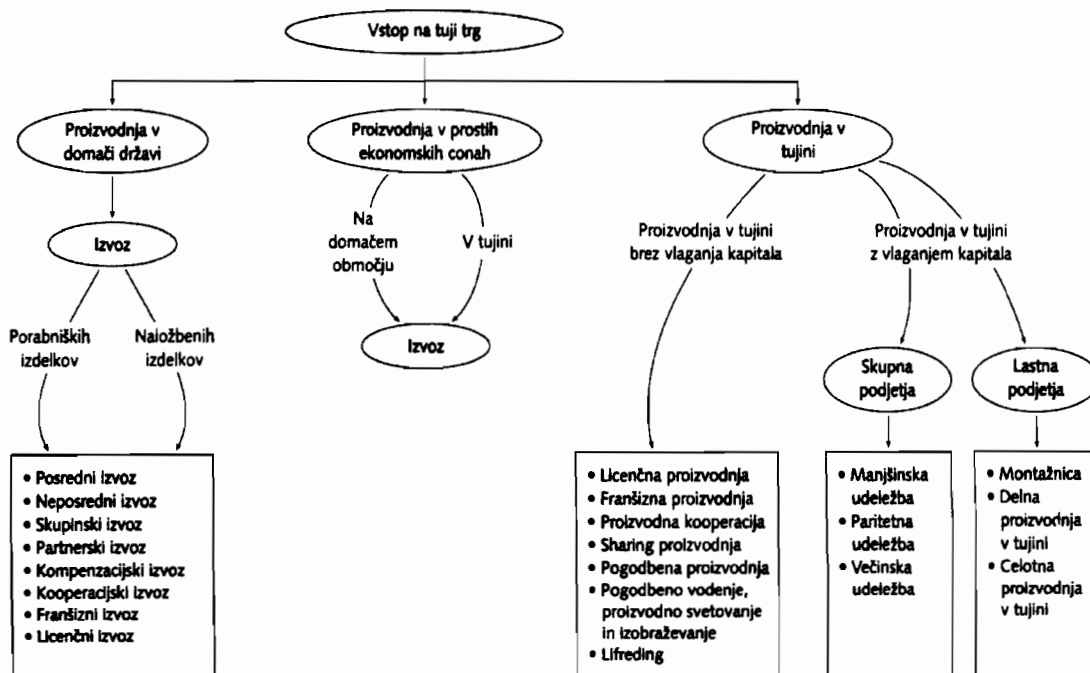 Vstop na tuji trg
Proizvodnja v
domači državi
Proizvodnja v prostih
ekonomskih conah
Proizvodnja v
tujini
Izvoz
Na
domačem
območju
V tujini
Proizvodnja v tujini
brez vlaganja kapitala
Proizvodnja v tujini
z vlaganjem kapitala
Porabniških
izdelkov
Naložbenih
izdelkov
Izvoz
Skupna
podjetja
Lastna
podjetja
• Posredni izvoz
• Neposredni izvoz
• Skupinski izvoz
• Partnerski izvoz
• Kompenzacijski izvoz
• Kooperacijski izvoz
• Franšizni izvoz
• Licenčni izvoz
• Licenčna proizvodnja
• Franšizna proizvodnja
• Proizvodna kooperacija
• Sharing proizvodnja
• Pogodbena proizvodnja
• Pogodbeno vodenje,
proizvodno svetovanje
in izobraževanje
• Lifreding
• Manjšinska
udeležba
• Paritetna
udeležba
• Večinska
udeležba
• Montažnica
• Delna
proizvodnja
v tujini
• Celotna
proizvodnja
v tujini